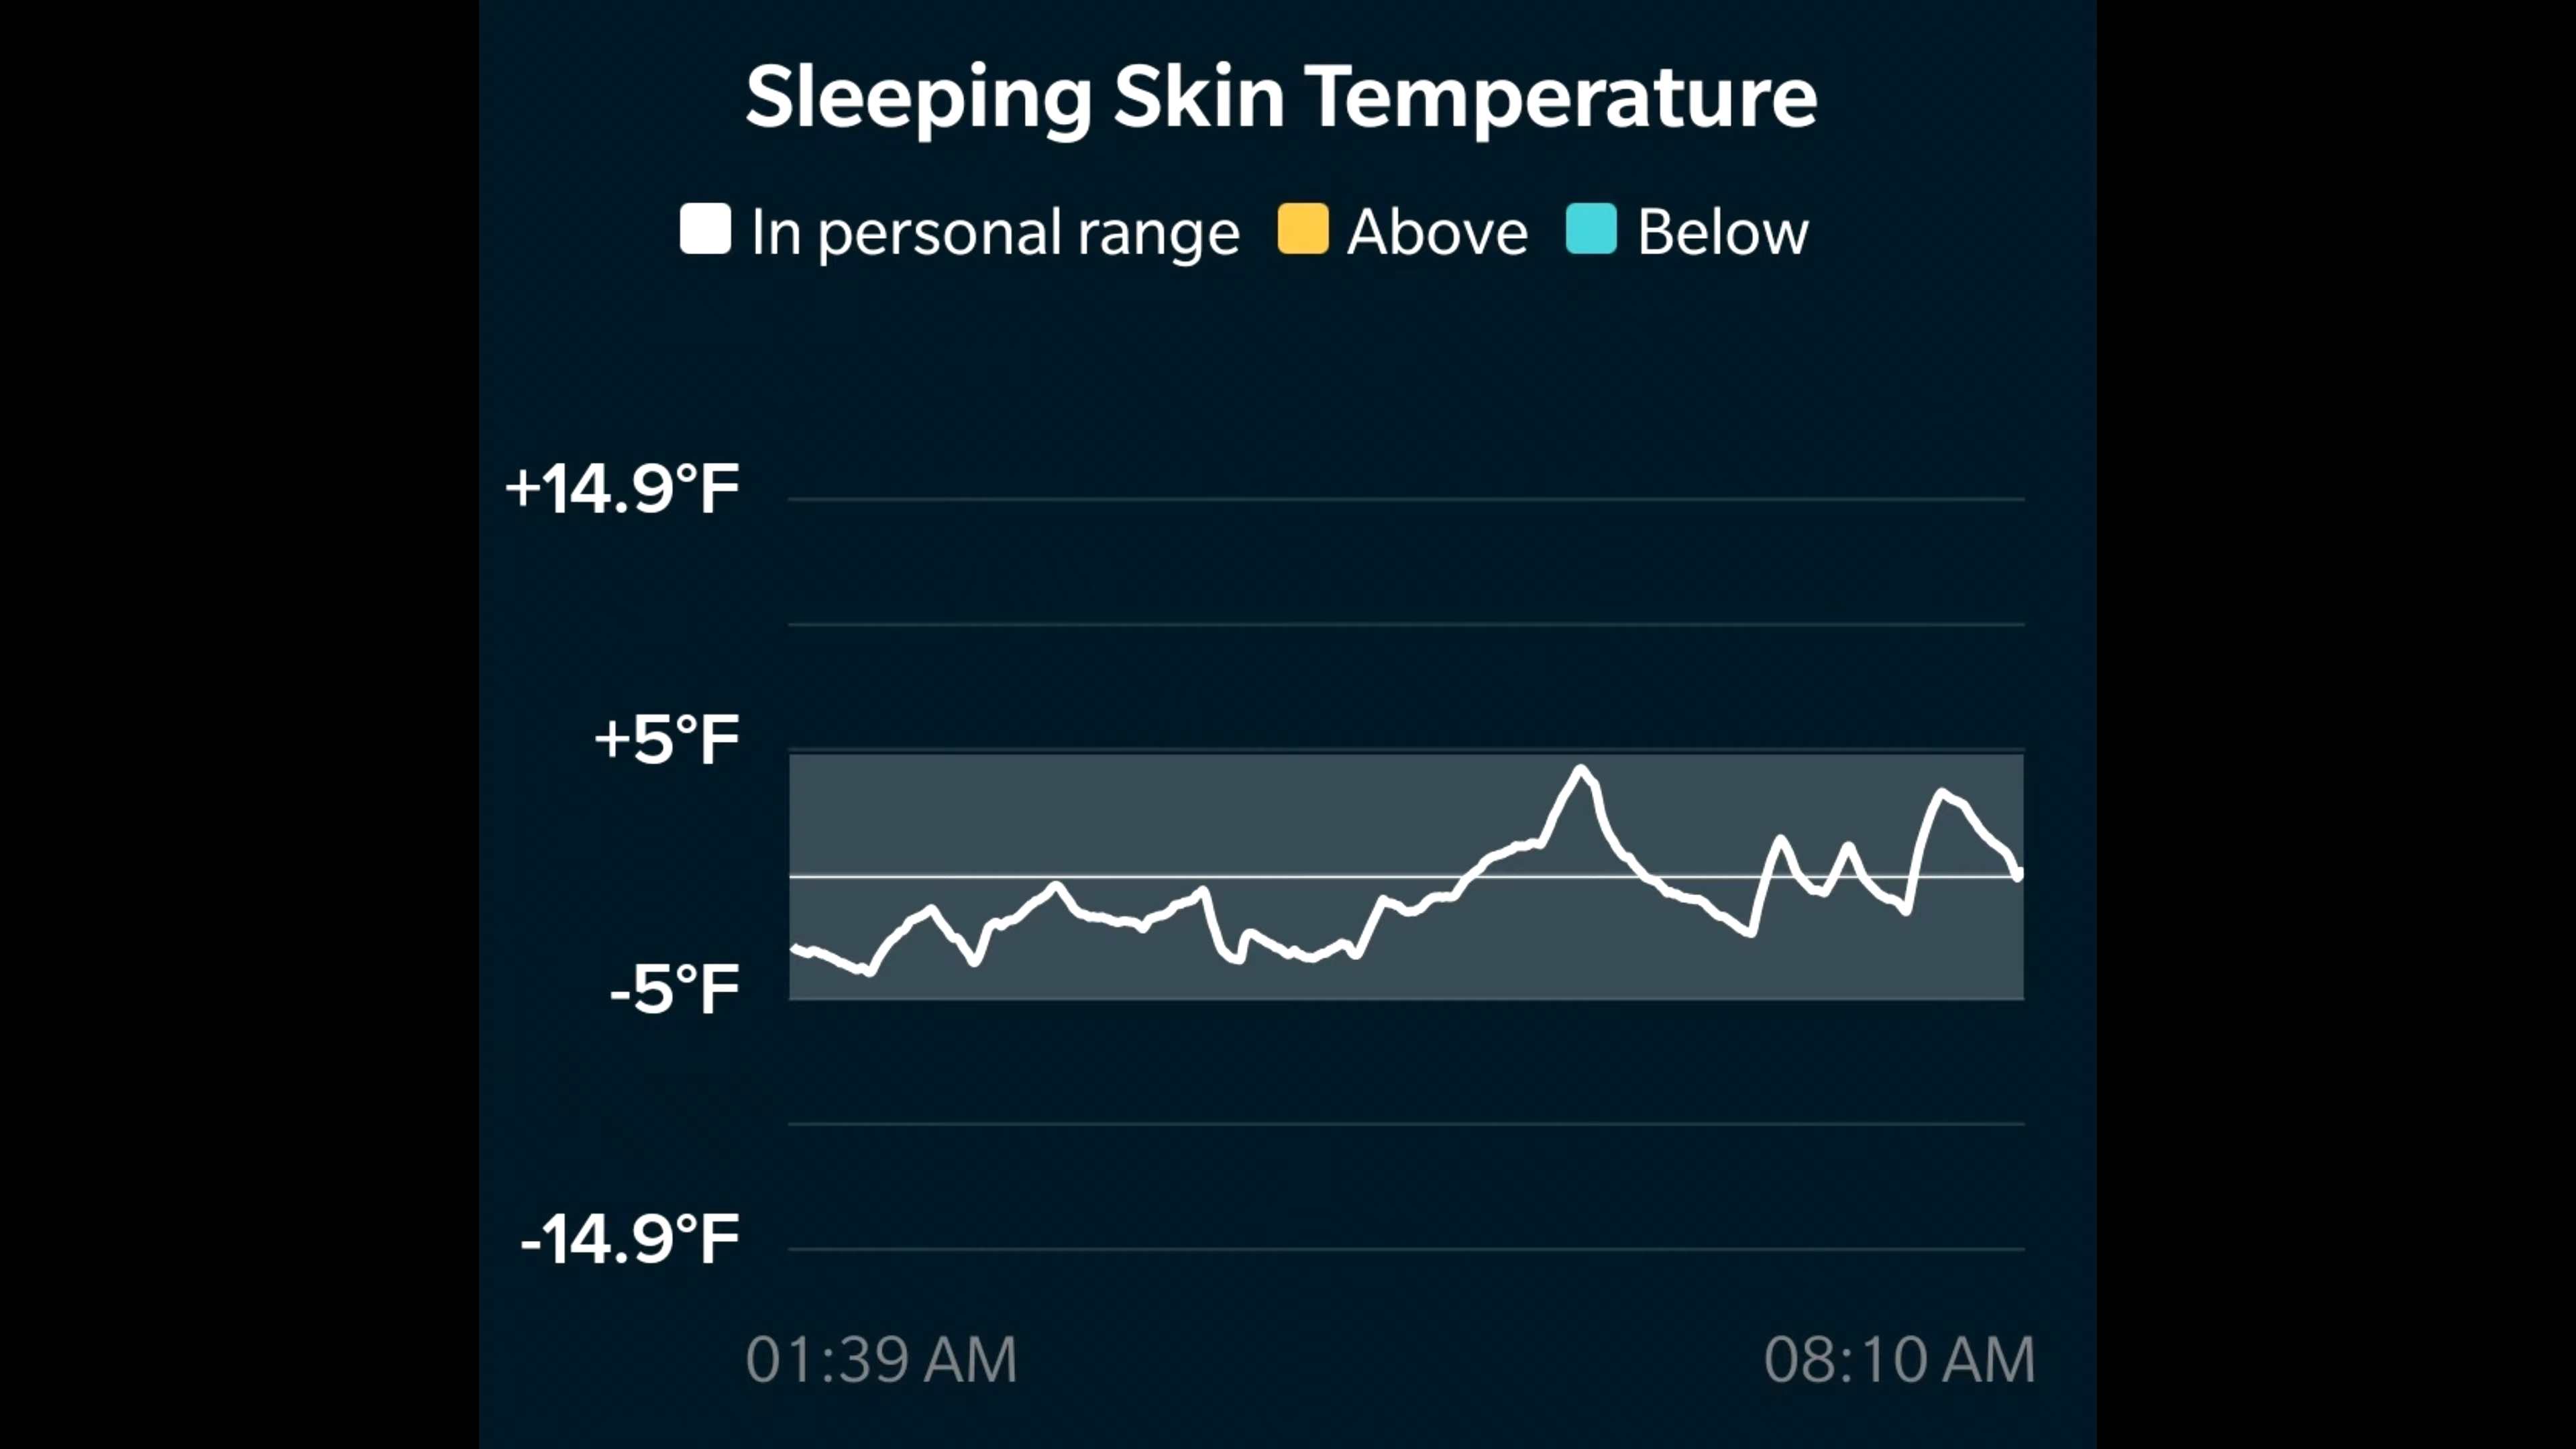 Sleeping Skin Temperature
In personal range Above Below
+14.9°F
+5°F
-5°F
-14.9°F
01:39 AM 08:10 AM